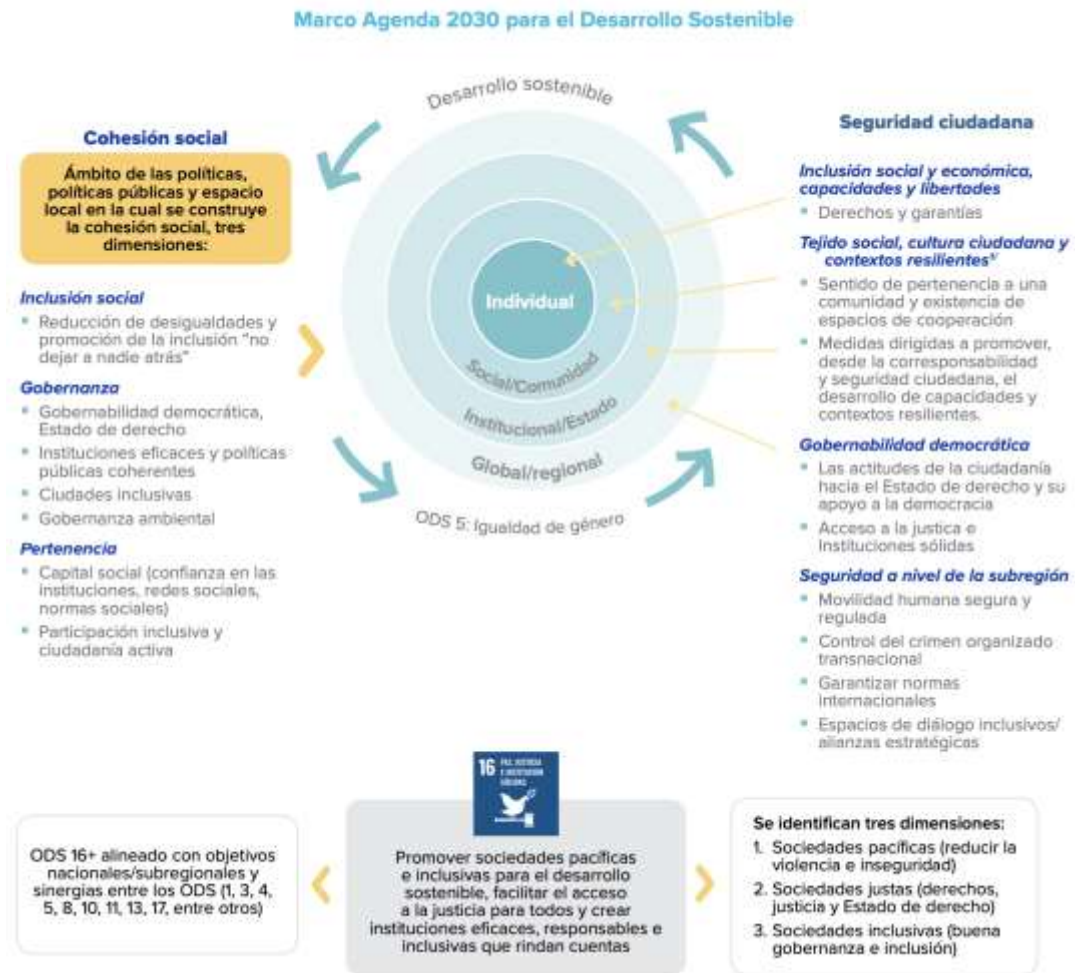 Marco Agenda 2030 para el Desarrollo Sostenible
Desarrollo sostenible
Cohesión social
Ámbito de las políticas,
políticas públicas y espacio
local en la cual se construye
la cohesión social, tres
dimensiones:
Inclusión social
Reducción de desigualdades y
promoción de la inclusión "no
dejar a nadie atrás"
Gobernanza
Gobernabilidad democrática,
Estado de derecho
Instituciones eficaces y políticas
públicas coherentes
Ciudades inclusivas
Gobernanza ambiental
Pertenencia
Capital social (confianza en las
instituciones, redes sociales,
normas sociales)
Participación inclusiva y
ciudadanía activa
Individual
Social/Comunidad
Institucional/Estado
Global/regional
ODS 5: Igualdad de género
Seguridad ciudadana
Inclusión social y económica,
capacidades y libertades
Derechos y garantías
Tejido social, cultura ciudadana y
contextos resilientes
Sentido de pertenencia a una
comunidad y existencia de
espacios de cooperación
Medidas dirigidas a promover,
desde la corresponsabilidad
y seguridad ciudadana, el
desarrollo de capacidades y
contextos resilientes.
Gobernabilidad democrática
Las actitudes de la ciudadanía
hacia el Estado de derecho y su
apoyo a la democracia
Acceso a la justicia e
Instituciones sólidas
Seguridad a nivel de la subregión
Movilidad humana segura y
regulada
Control del crimen organizado
transnacional
Garantizar normas
internacionales
Espacios de diálogo inclusivos/
alianzas estratégicas
ODS 16+ alineado con objetivos
nacionales/subregionales y
sinergias entre los ODS (1, 3, 4,
5, 8, 10, 11, 13, 17, entre otros)
16 PAZ, JUSTICIA
E INSTITUCIONES
SÓLIDAS
Promover sociedades pacíficas
e inclusivas para el desarrollo
sostenible, facilitar el acceso
a la justicia para todos y crear
instituciones eficaces, responsables e
inclusivas que rindan cuentas
Se identifican tres dimensiones:
1. Sociedades pacíficas (reducir la
violencia e inseguridad)
2. Sociedades justas (derechos,
justicia y Estado de derecho)
3. Sociedades inclusivas (buena
gobernanza e inclusión)